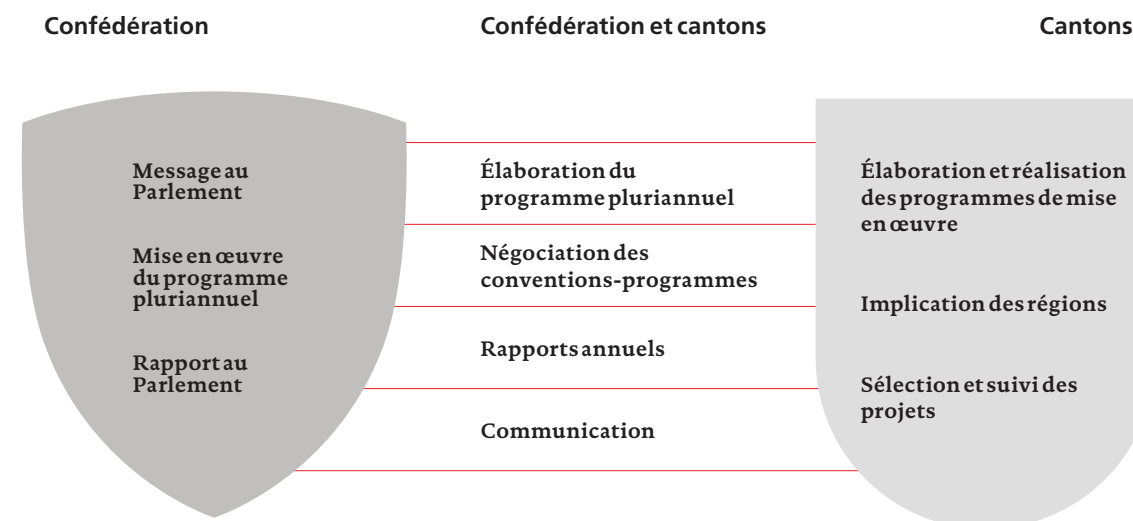 Confédération
Message au
Parlement
Mise en œuvre
du programme
pluriannuel
Rapport au
Parlement
Confédération et cantons
Élaboration du
programme pluriannuel
Négociation des
conventions-programmes
Rapports annuels
Communication
Cantons
Élaboration et réalisation
des programmes de mise
en œuvre
Implication des régions
Sélection et suivi des
projets